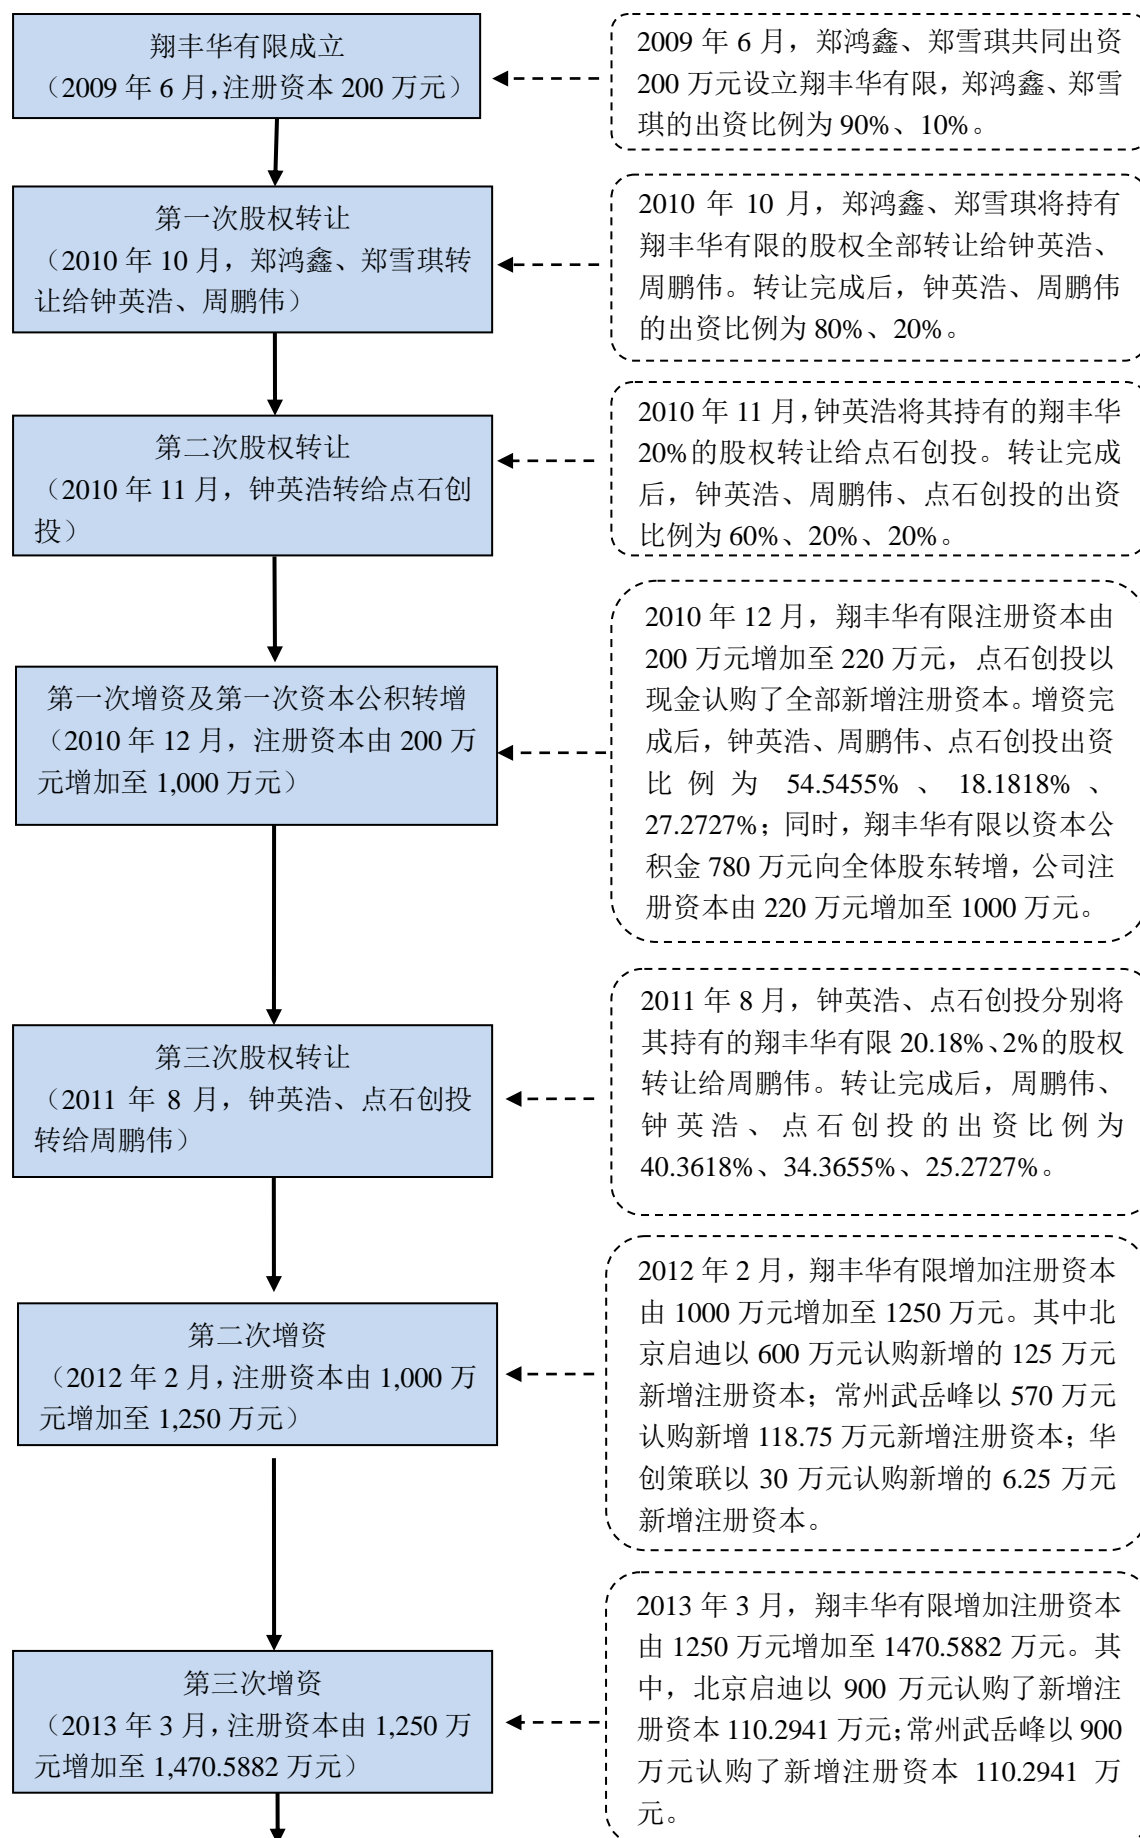 翔丰华有限成立
（2009 年 6 月，注册资本 200 万元）
2009 年 6 月，郑鸿鑫、郑雪琪共同出资
200 万元设立翔丰华有限，郑鸿鑫、郑雪
琪的出资比例为 90%、10%。
第一次股权转让
（2010 年 10 月，郑鸿鑫、郑雪琪转
让给钟英浩、周鹏伟）
2010 年 10 月，郑鸿鑫、郑雪琪将持有
翔丰华有限的股权全部转让给钟英浩、
周鹏伟。转让完成后，钟英浩、周鹏伟
的出资比例为 80%、20%。
第二次股权转让
（2010 年 11 月，钟英浩转给点石创
投）
2010 年 11 月，钟英浩将其持有的翔丰华
20%的股权转让给点石创投。转让完成
后，钟英浩、周鹏伟、点石创投的出资
比例为 60%、20%、20%。
第一次增资及第一次资本公积转增
（2010 年 12 月，注册资本由 200 万
元增加至 1,000 万元）
2010 年 12 月，翔丰华有限注册资本由
200 万元增加至 220 万元，点石创投以
现金认购了全部新增注册资本。增资完
成后，钟英浩、周鹏伟、点石创投出资
比例为 54.5455%、18.1818%、
27.2727%；同时，翔丰华有限以资本公
积金 780 万元向全体股东转增，公司注
册资本由 220 万元增加至 1000 万元。
第三次股权转让
（2011 年 8 月，钟英浩、点石创投
转给周鹏伟）
2011 年 8 月，钟英浩、点石创投分别将
其持有的翔丰华有限 20.18%、2%的股权
转让给周鹏伟。转让完成后，周鹏伟、
钟英浩、点石创投的出资比例为
40.3618%、34.3655%、25.2727%。
第二次增资
（2012 年 2 月，注册资本由 1,000 万
元增加至 1,250 万元）
2012 年 2 月，翔丰华有限增加注册资本
由 1000 万元增加至 1250 万元。其中北
京启迪以 600 万元认购新增的 125 万元
新增注册资本；常州武岳峰以 570 万元
认购新增 118.75 万元新增注册资本；华
创策联以 30 万元认购新增的 6.25 万元
新增注册资本。
第三次增资
（2013 年 3 月，注册资本由 1,250 万
元增加至 1,470.5882 万元）
2013 年 3 月，翔丰华有限增加注册资本
由 1250 万元增加至 1470.5882 万元。其
中，北京启迪以 900 万元认购了新增注
册资本 110.2941 万元；常州武岳峰以 900
万元认购了新增注册资本 110.2941 万
元。